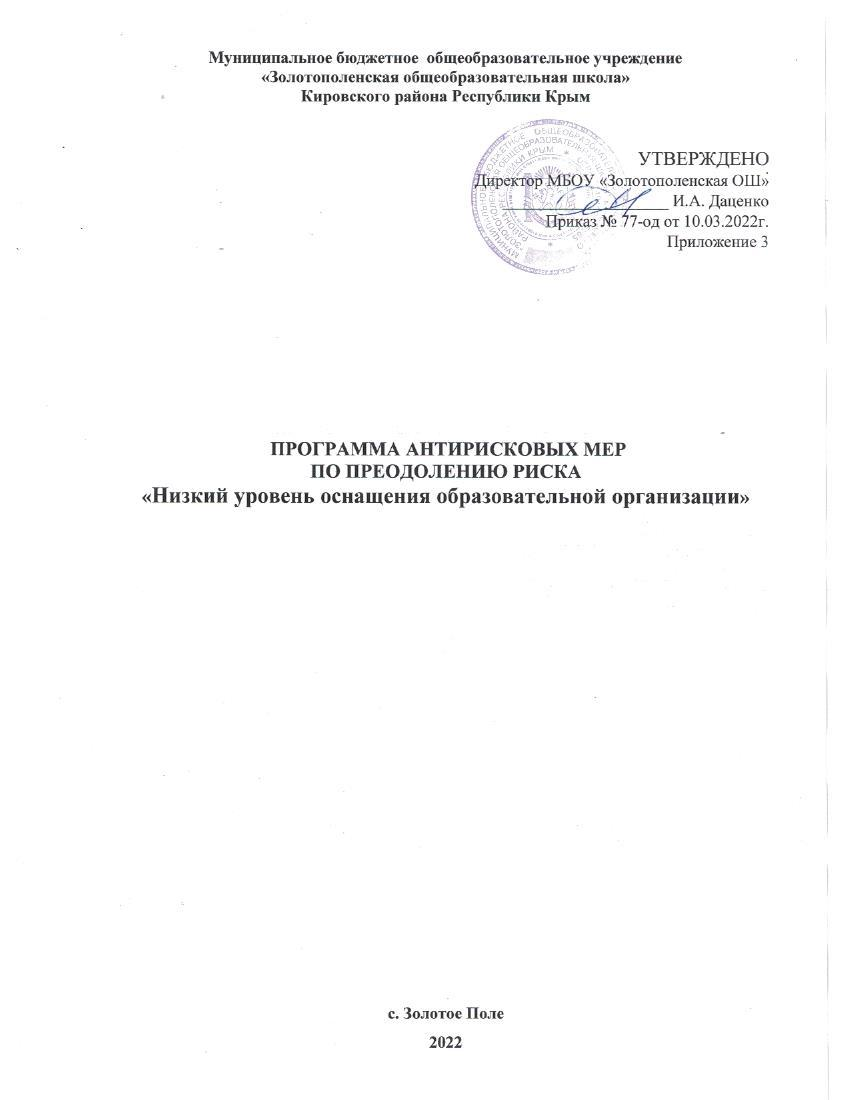 Муниципальное бюджетное общеобразовательное учреждение
«Золотополенская общеобразовательная школа»
Кировского района Республики Крым
УТВЕРЖДЕНО
Директор МБОУ «Золотополенская ОШ»
И.А. Даценко
Приказ № 77-од от 10.03.2022г.
Приложение 3
ПРОГРАММА АНТИРИСКОВЫХ МЕР
ПО ПРЕОДОЛЕНИЮ РИСКА
«Низкий уровень оснащения образовательной организации»
с. Золотое Поле
2022